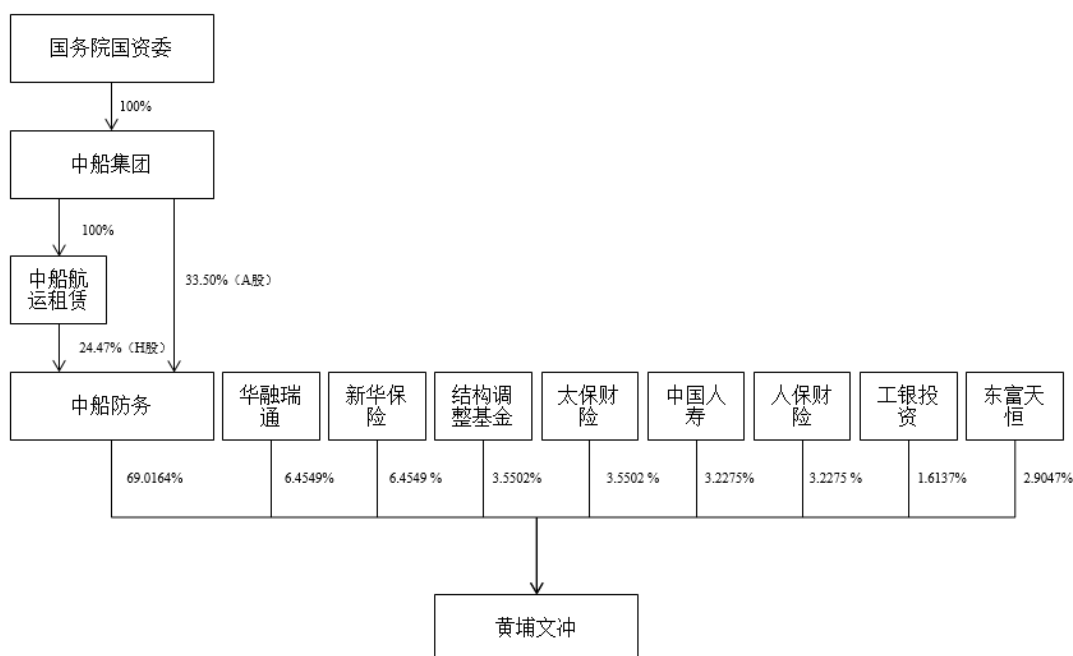 国务院国资委
100%
中船集团
100%
中船航
运租赁
33.50%（A股）
24.47%（H股）
中船防务
华融瑞
通
新华保
险
结构调
整基金
太保财
险
中国人
寿
人保财
险
工银投
资
东富天
恒
69.0164%
6.4549%
6.4549 %
3.5502%
3.5502 %
3.2275%
3.2275 %
1.6137%
2.9047%
黄埔文冲